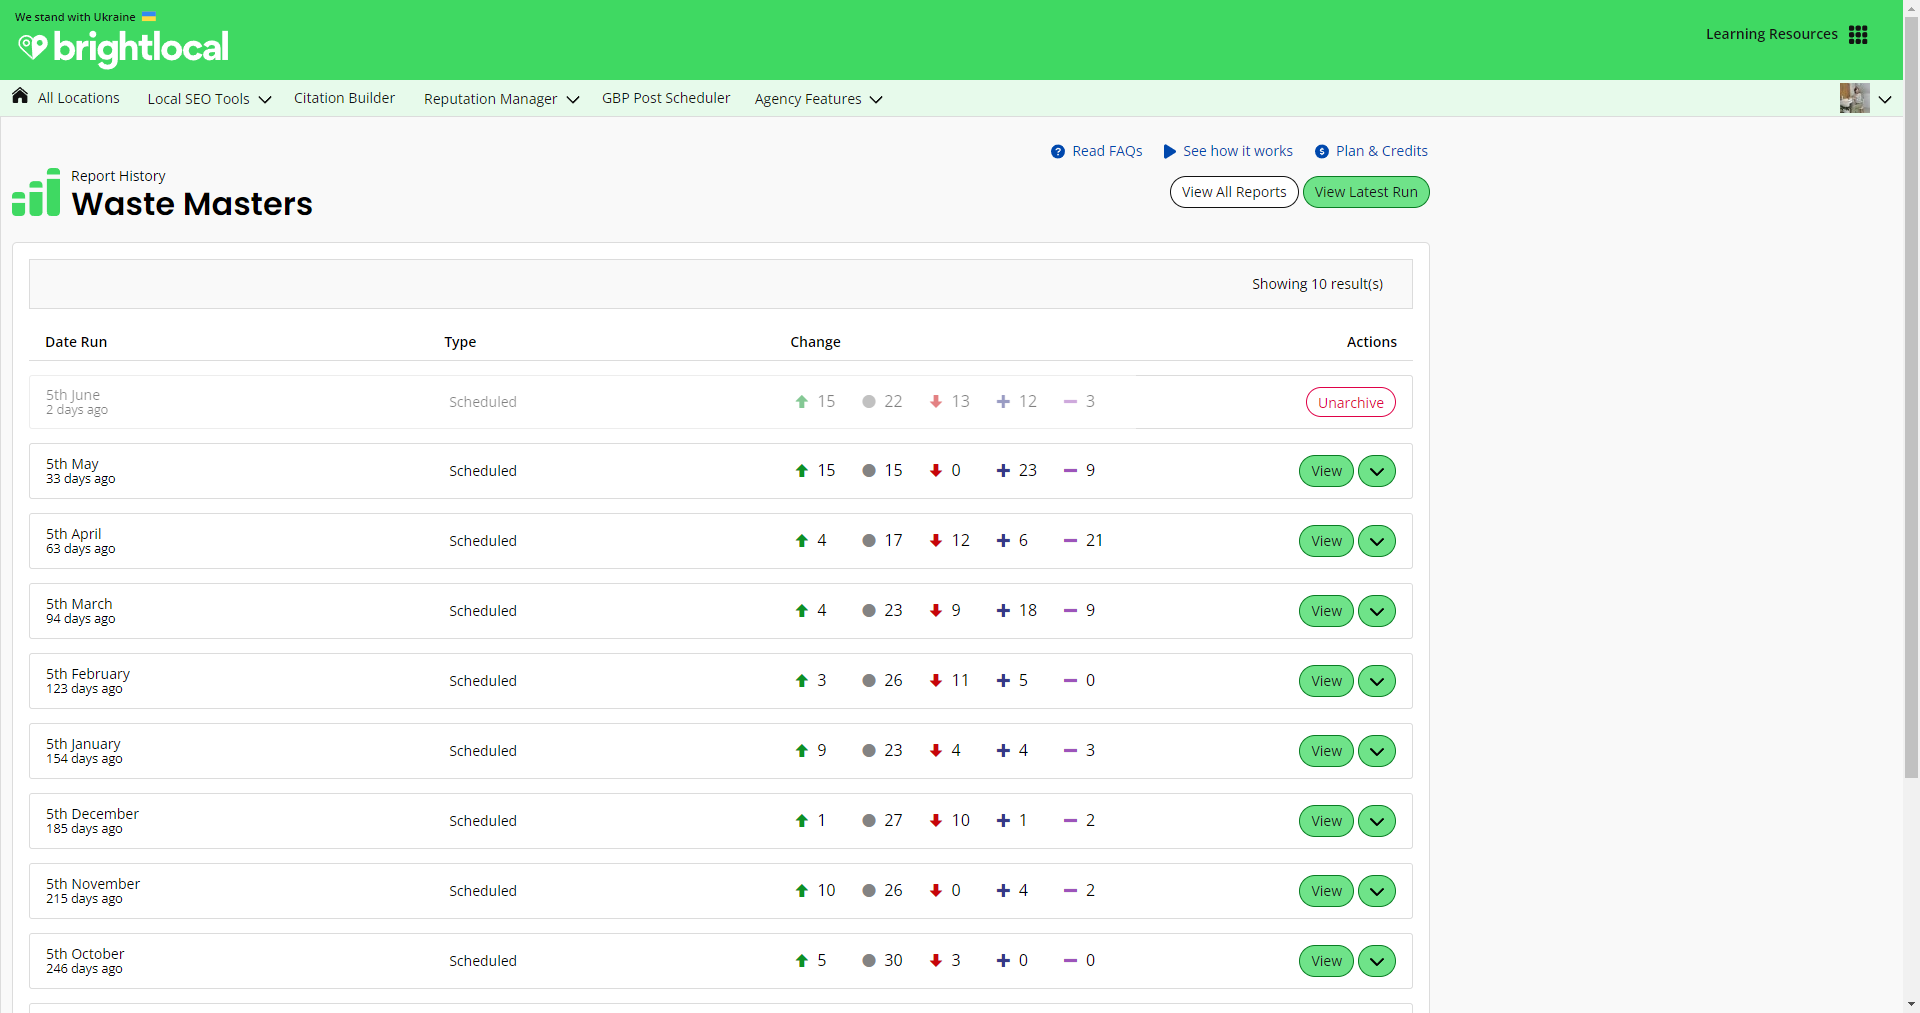 We stand with Ukraine
brightlocal
Learning Resources
All Locations Local SEO Tools Citation Builder Reputation Manager GBP Post Scheduler Agency Features
Read FAQs See how it works Plan & Credits
Report History
Waste Masters
View All Reports View Latest Run
Showing 10 result(s)
Date Run Type Change Actions
5th June
2 days ago
Scheduled 15 22 13 12 3 Unarchive
5th May
33 days ago
Scheduled 15 15 0 23 9 View
5th April
63 days ago
Scheduled 4 17 12 6 21 View
5th March
94 days ago
Scheduled 4 23 9 18 9 View
5th February
123 days ago
Scheduled 3 26 11 5 0 View
5th January
154 days ago
Scheduled 9 23 4 4 3 View
5th December
185 days ago
Scheduled 1 27 10 1 2 View
5th November
215 days ago
Scheduled 10 26 0 4 2 View
5th October
246 days ago
Scheduled 5 30 3 0 0 View